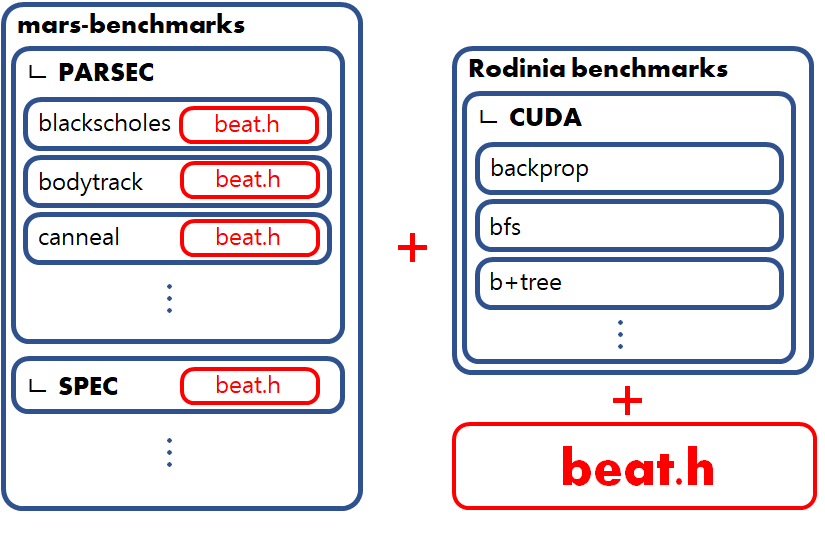 mars-benchmarks
PARSEC
blackscholes beat.h
bodytrack beat.h
canneal beat.h
SPEC beat.h
+
Rodinia benchmarks
CUDA
backprop
bfs
b+tree
+
beat.h